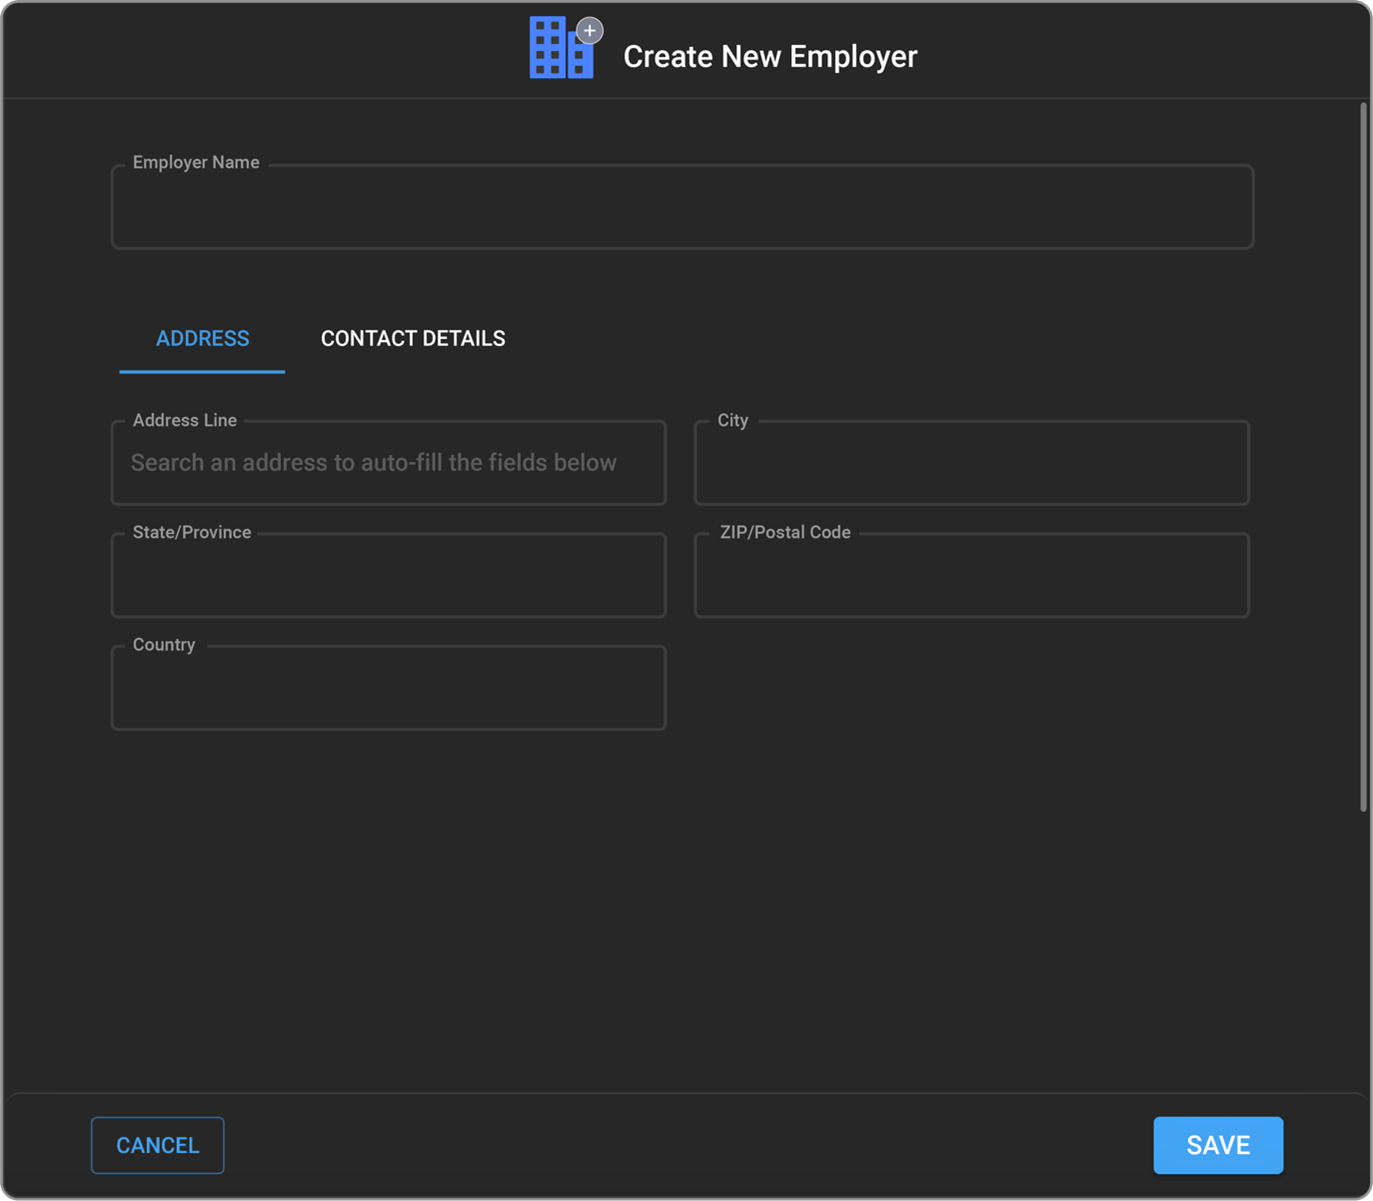 Create New Employer
Employer Name
ADDRESS
CONTACT DETAILS
Address Line
Search an address to auto-fill the fields below
City
State/Province
ZIP/Postal Code
Country
CANCEL
SAVE